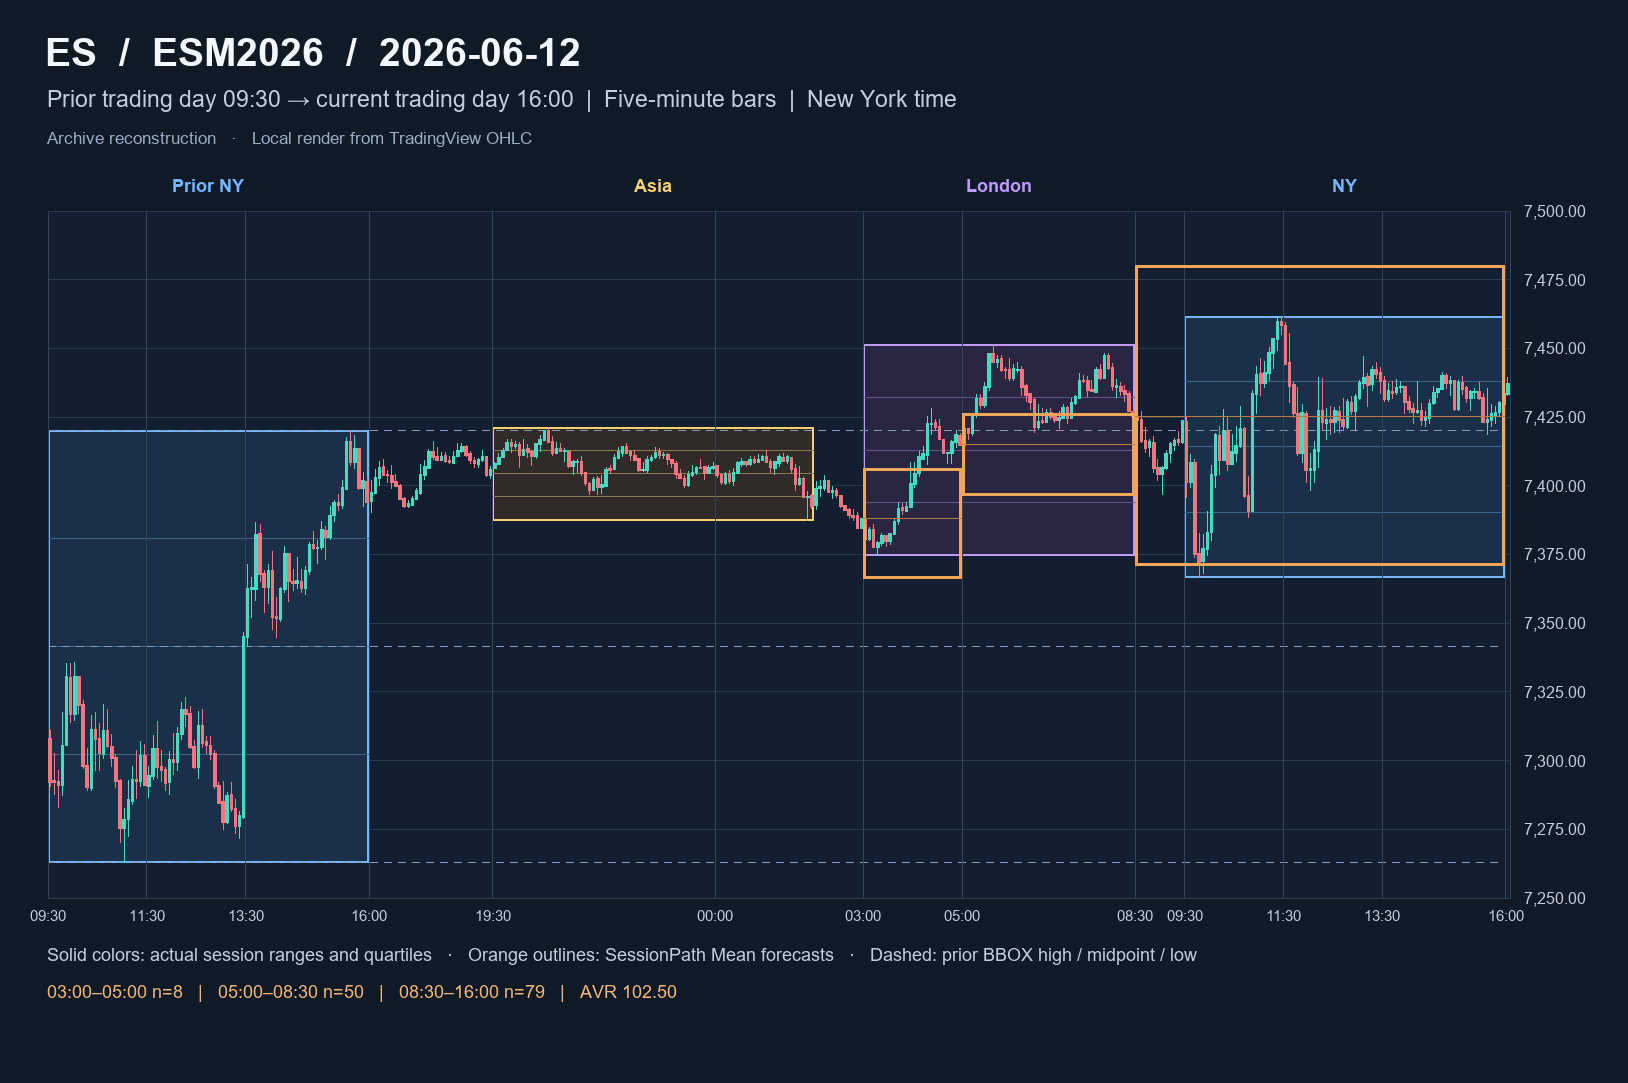 ES / ESM2026 / 2026-06-12
Prior trading day 09:30 → current trading day 16:00 | Five-minute bars | New York time
Archive reconstruction · Local render from TradingView OHLC
Prior NY Asia London NY
7,500.00
7,475.00
7,450.00
7,425.00
7,400.00
7,375.00
7,350.00
7,325.00
7,300.00
7,275.00
7,250.00
09:30 11:30 13:30 16:00 19:30 00:00 03:00 05:00 08:30 09:30 11:30 13:30 16:00
Solid colors: actual session ranges and quartiles · Orange outlines: SessionPath Mean forecasts · Dashed: prior BBOX high / midpoint / low
03:00–05:00 n=8 | 05:00–08:30 n=50 | 08:30–16:00 n=79 | AVR 102.50